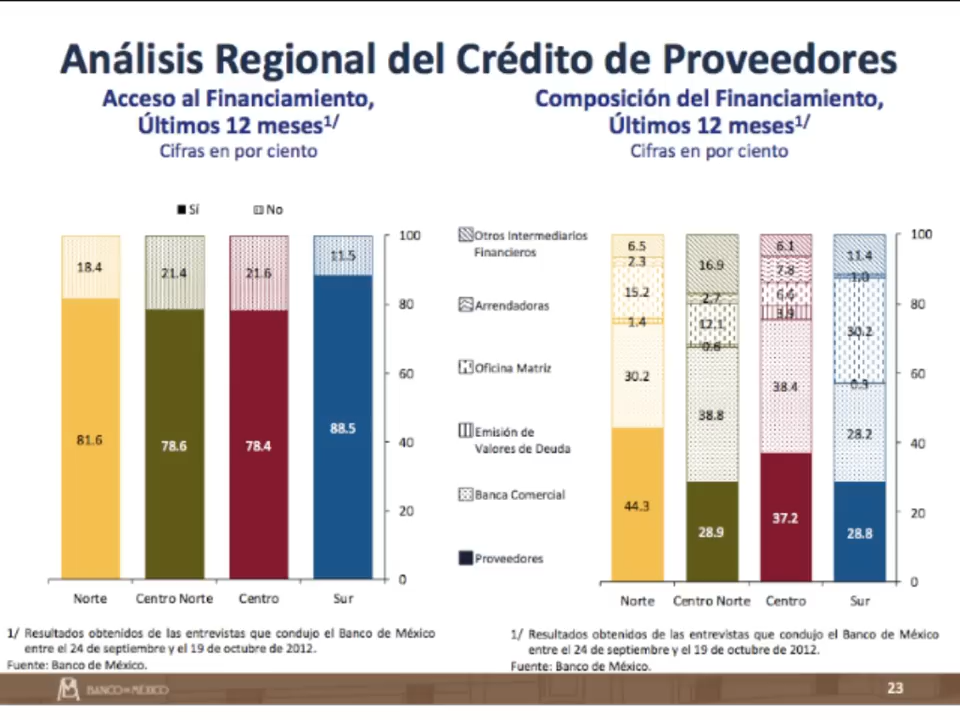 Análisis Regional del Crédito de Proveedores
Acceso al Financiamiento,
Últimos 12 meses1/
Cifras en por ciento
Sí
No
100
80
60
40
20
0
18.4
21.4
21.6
11.5
81.6
78.6
78.4
88.5
Norte
Centro Norte
Centro
Sur
1/ Resultados obtenidos de las entrevistas que condujo el Banco de México
entre el 24 de septiembre y el 19 de octubre de 2012.
Fuente: Banco de México.
Composición del Financiamiento,
Últimos 12 meses1/
Cifras en por ciento
Otros Intermediarios
Financieros
Arrendadoras
Oficina Matriz
Emisión de
Valores de Deuda
Banca Comercial
Proveedores
6.5
2.3
15.2
1.4
30.2
44.3
16.9
2.7
12.1
0.6
38.8
28.9
6.1
7.8
6.6
3.9
38.4
37.2
11.4
1.0
30.2
0.3
28.2
28.8
100
80
60
40
20
0
Norte
Centro Norte
Centro
Sur
1/ Resultados obtenidos de las entrevistas que condujo el Banco de México
entre el 24 de septiembre y el 19 de octubre de 2012.
Fuente: Banco de México.
BANCO DE MÉXICO
23